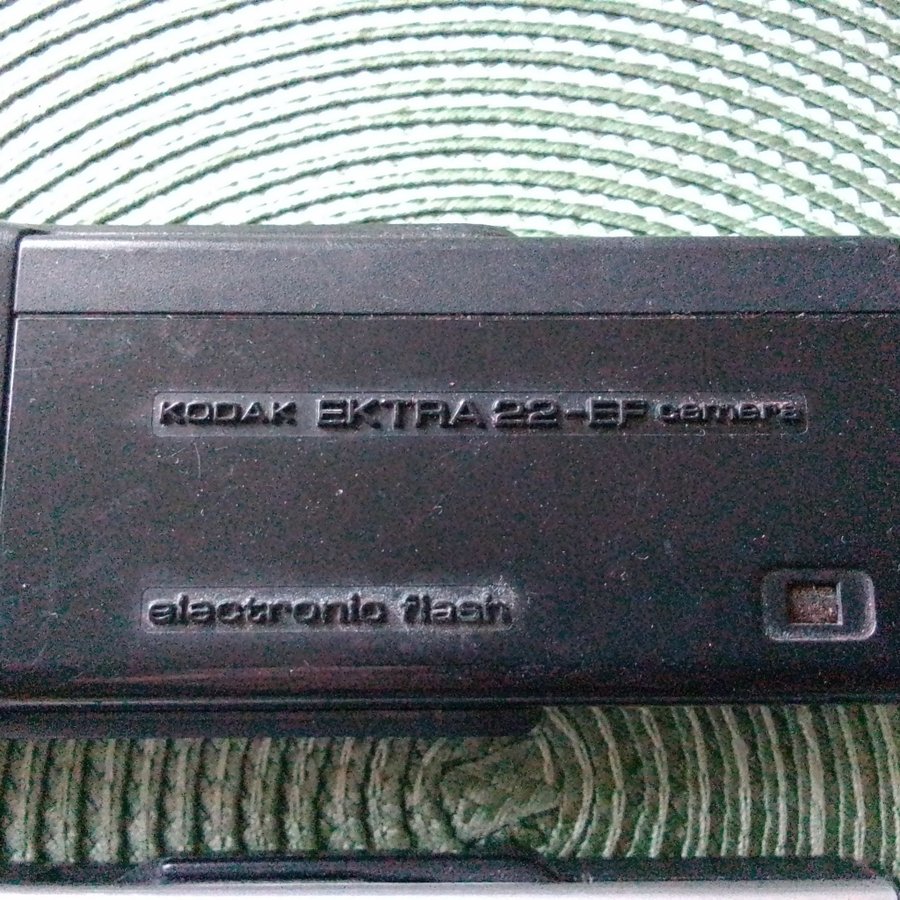 KODAK EKTRA 22-EF camera
electronic flash